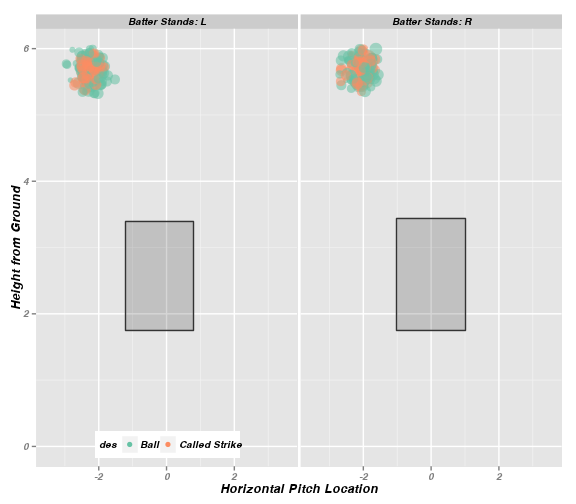 Batter Stands: L
Batter Stands: R
6
4
2
0
Height from Ground
des Ball Called Strike
-2 0 2 -2 0 2
Horizontal Pitch Location